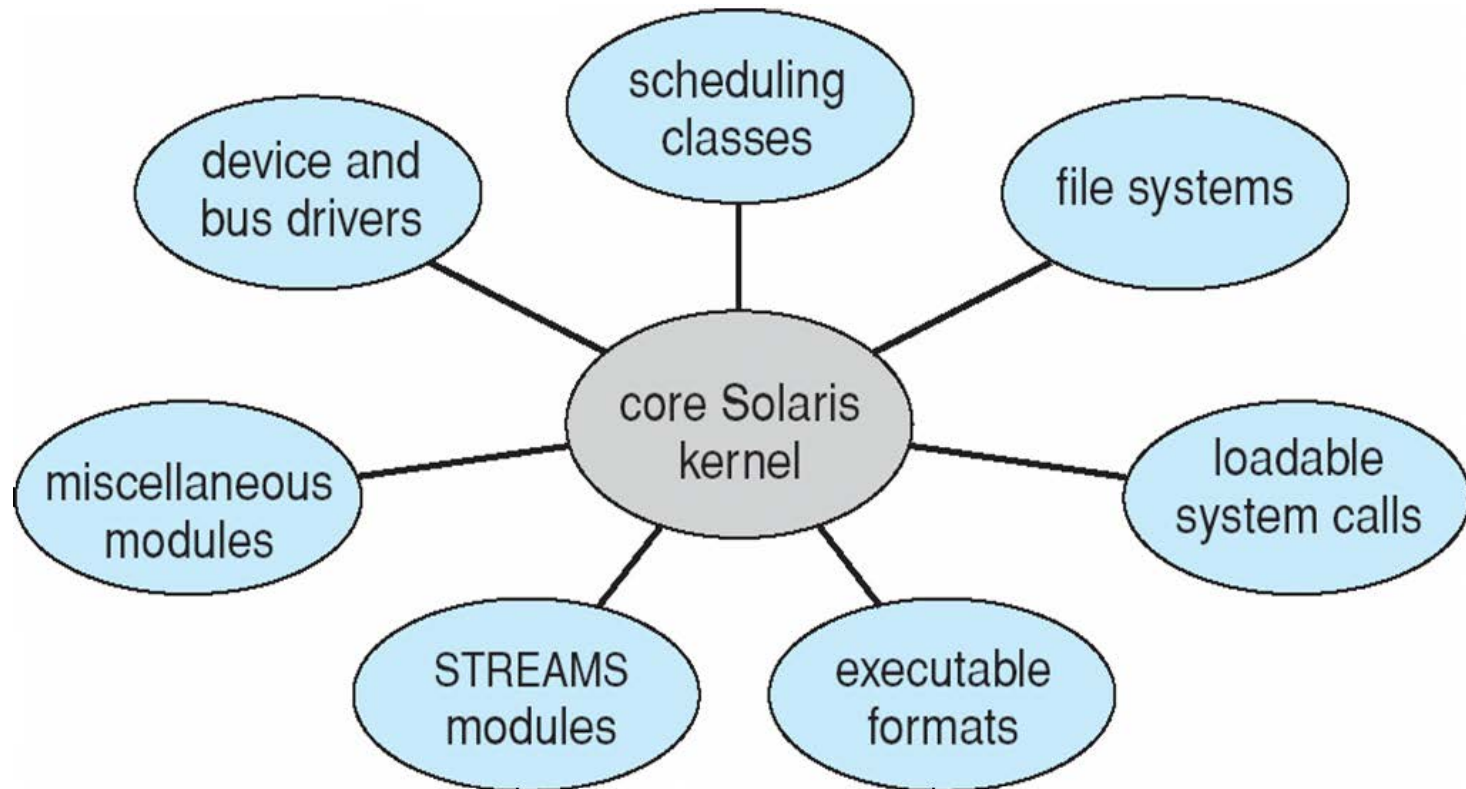 scheduling
classes
device and
bus drivers
file systems
core Solaris
kernel
loadable
system calls
miscellaneous
modules
STREAMS
modules
executable
formats